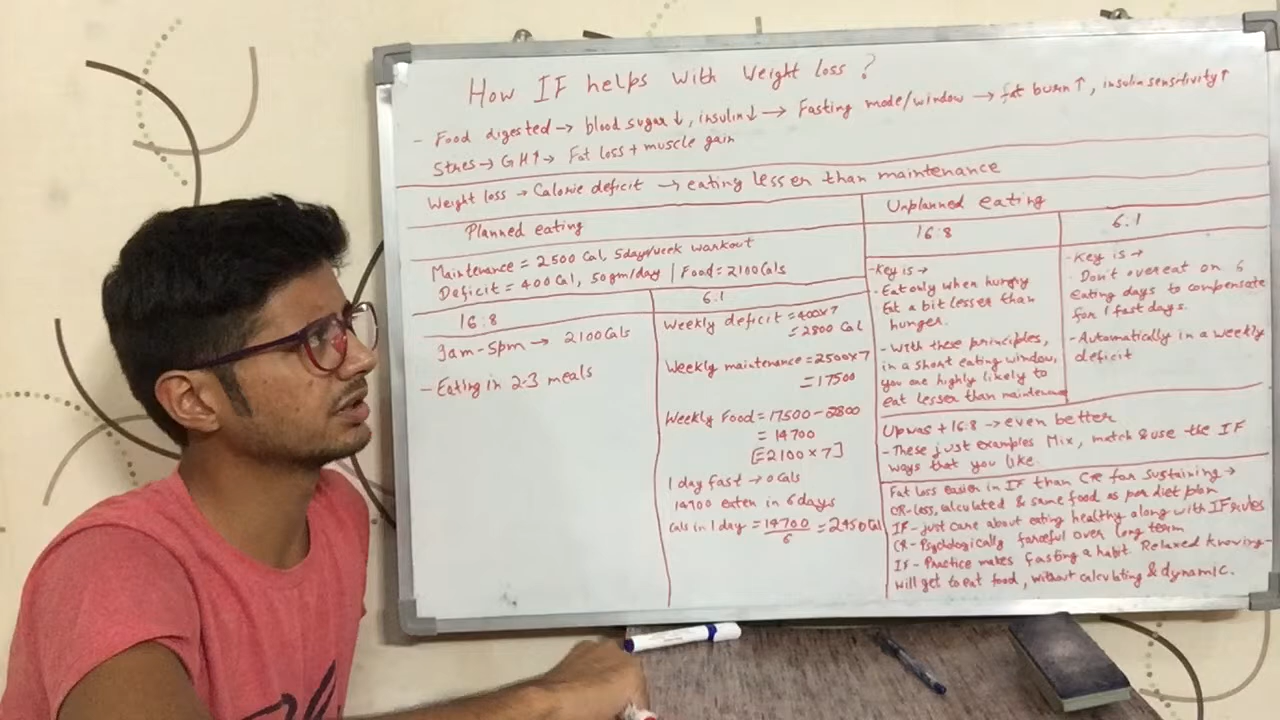 How IF helps with Weight loss ?
- Food digested → blood sugar ↓, insulin ↓ → Fasting mode/window → fat burn ↑, insulin sensitivity ↑
Stres → GH↑ → Fat loss + muscle gain
Weight loss → Calorie deficit → eating lesser than maintenance
Planned eating
Maintenance = 2500 Cal, 5days/week workout
Deficit = 400 Cal, 50gm/day | Food = 2100 Cals
16:8
9am-5pm → 2100 Cals
- Eating in 2-3 meals
6:1
Weekly deficit = 400x7
= 2800 Cal
Weekly maintenance = 2500x7
= 17500
Weekly Food = 17500 - 2800
= 14700
[=2100 x 7]
1 day fast → 0 Cals
14700 eaten in 6 days
Cals in 1 day = 14700/6 = 2450 Cal
Unplanned eating
16:8
- Key is →
- Eat only when hungry
Eat a bit lesser than
hunger.
- With these principles,
in a short eating window,
you are highly likely to
eat lesser than maintenance
6:1
- Key is →
- Don't overeat on 6
Eating days to compensate
for 1 fast days.
- Automatically in a weekly
deficit
Upwas + 16:8 → even better
- These just examples Mix, match & use the IF
ways that you like.
Fat loss easier in IF than CR for sustaining →
CR-less, calculated & same food as per diet plan
IF - just care about eating healthy along with IF rules
CR - Psychologically forceful over long term
IF - Practice makes fasting a habit. Relaxed knowing -
will get to eat food, without calculating & dynamic.